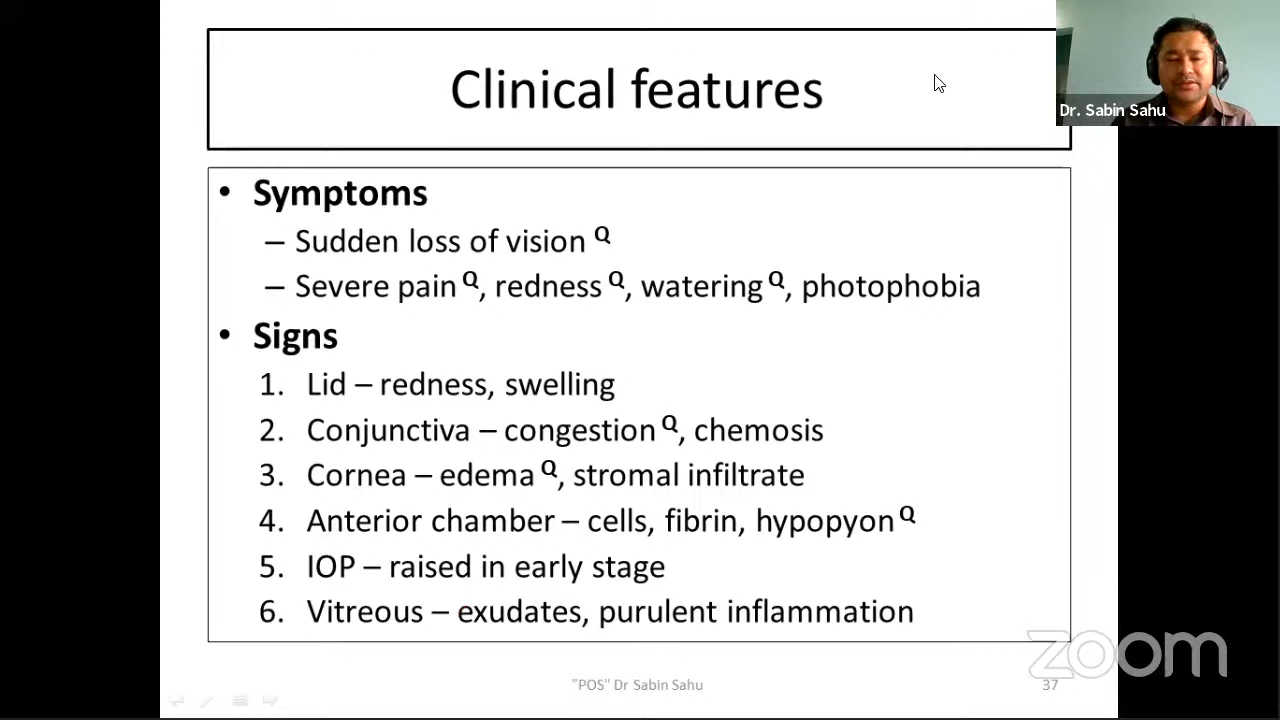 Clinical features
Dr. Sabin Sahu
• Symptoms
– Sudden loss of vision Q
– Severe pain Q, redness Q, watering Q, photophobia
• Signs
1. Lid – redness, swelling
2. Conjunctiva – congestion Q, chemosis
3. Cornea – edema Q, stromal infiltrate
4. Anterior chamber – cells, fibrin, hypopyon Q
5. IOP – raised in early stage
6. Vitreous – exudates, purulent inflammation
zoom
"POS" Dr Sabin Sahu
37